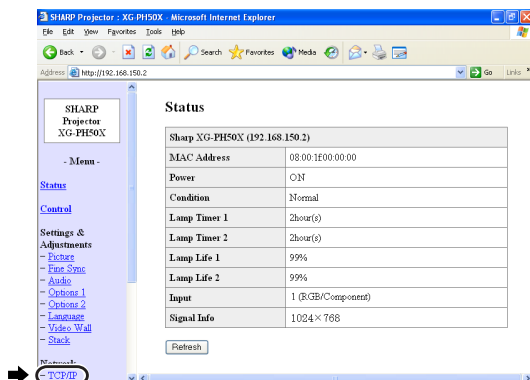 SHARP Projector : XG-PH50X - Microsoft Internet Explorer
File Edit View Favorites Tools Help
Back Search Favorites Media
Address http://192.168.150.2 Go Links
SHARP
Projector
XG-PH50X
- Menu -
Status
Control
Settings &
Adjustments
- Picture
- Fine Sync
- Audio
- Options 1
- Options 2
- Language
- Video Wall
- Stack
Network
- TCP/IP
Status
Sharp XG-PH50X (192.168.150.2)
MAC Address 08:00:1f:00:00:00
Power ON
Condition Normal
Lamp Timer 1 2hour(s)
Lamp Timer 2 2hour(s)
Lamp Life 1 99%
Lamp Life 2 99%
Input 1 (RGB/Component)
Signal Info 1024×768
Refresh